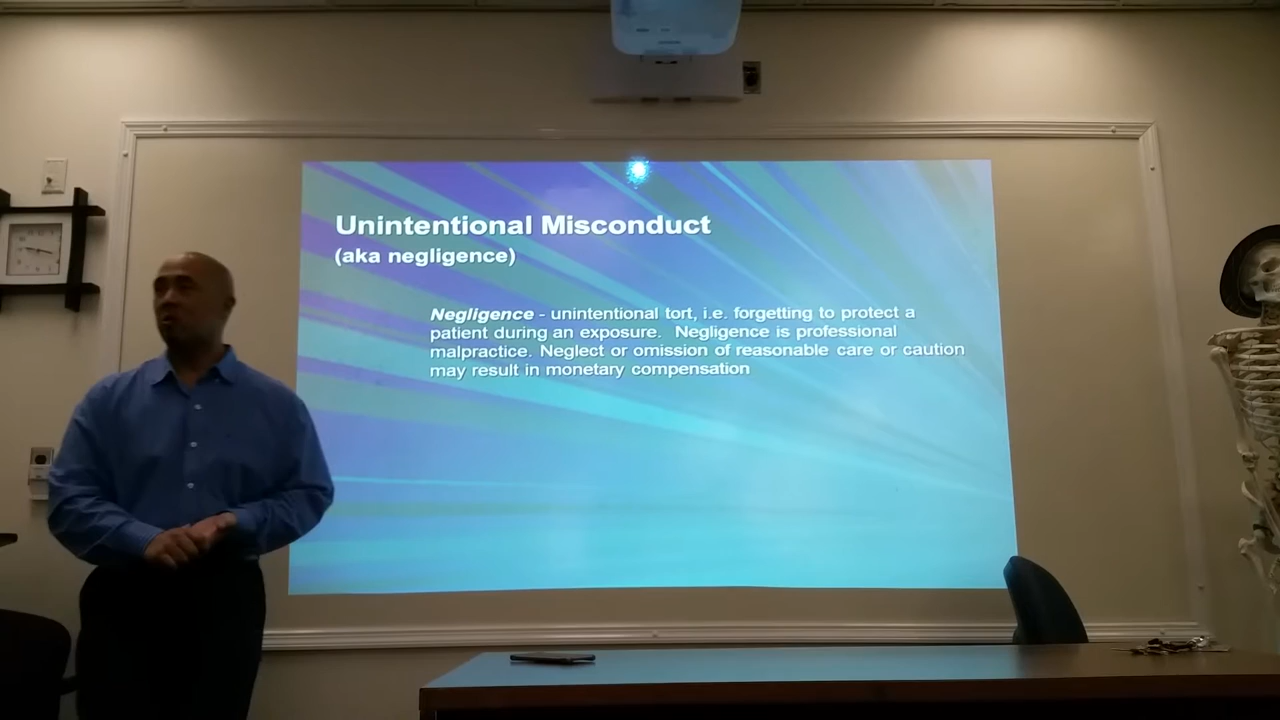 Unintentional Misconduct
(aka negligence)
Negligence - unintentional tort, i.e. forgetting to protect a
patient during an exposure. Negligence is professional
malpractice. Neglect or omission of reasonable care or caution
may result in monetary compensation